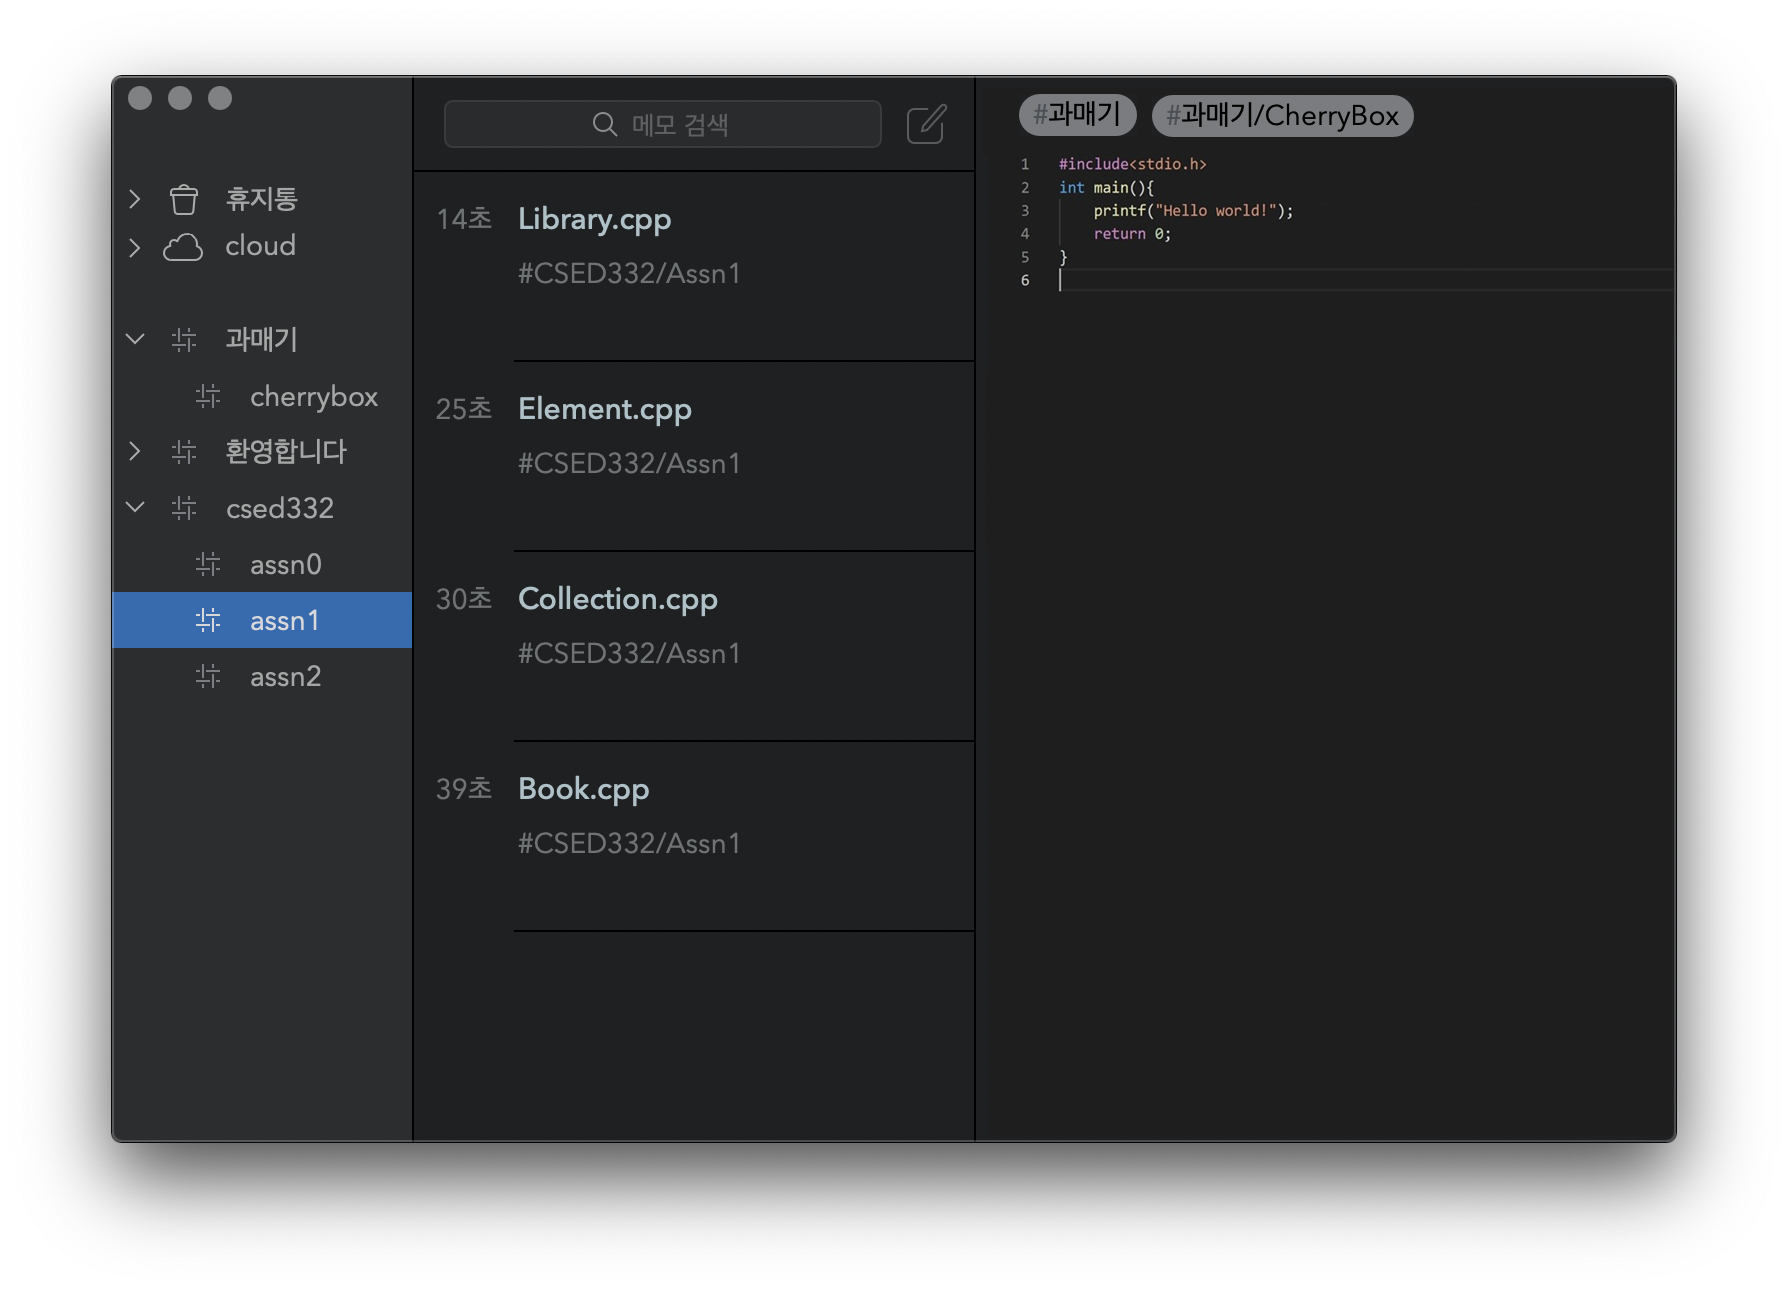 휴지통
cloud
과매기
cherrybox
환영합니다
csed332
assn0
assn1
assn2
메모 검색
14초 Library.cpp
#CSED332/Assn1
25초 Element.cpp
#CSED332/Assn1
30초 Collection.cpp
#CSED332/Assn1
39초 Book.cpp
#CSED332/Assn1
#과매기 #과매기/CherryBox
1 #include<stdio.h>
2 int main(){
3 printf("Hello world!");
4 return 0;
5 }
6